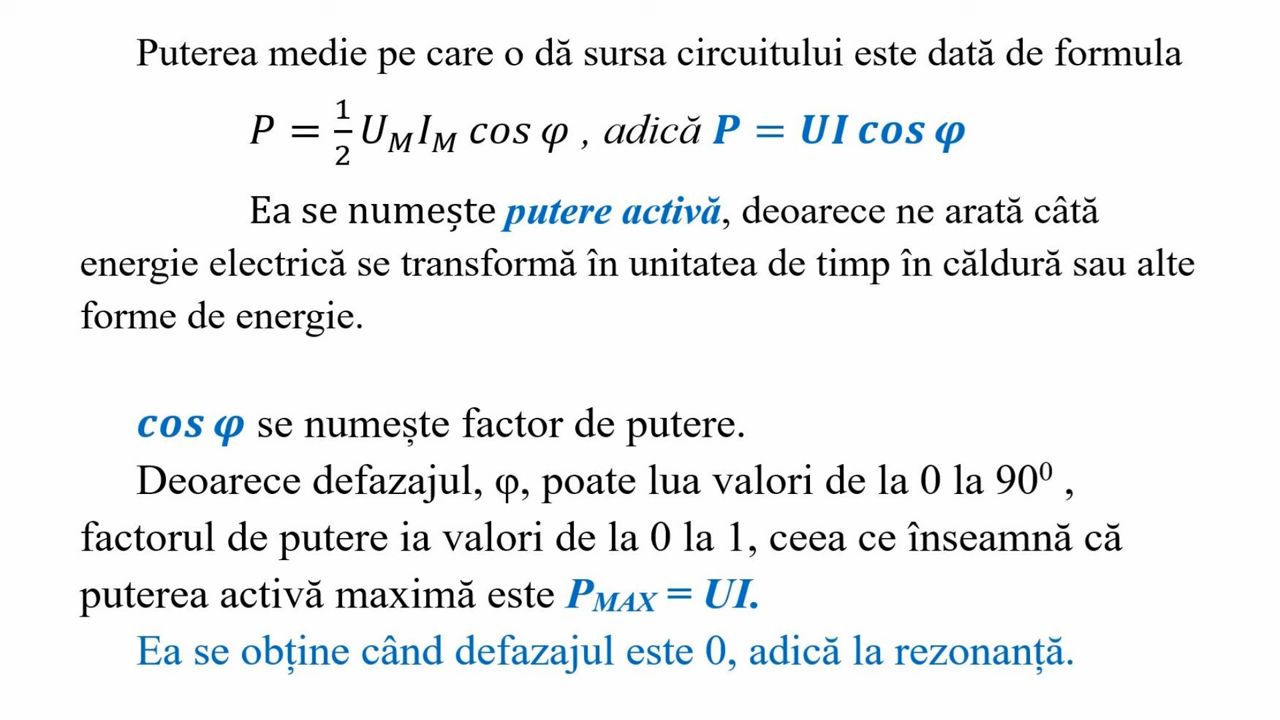 Puterea medie pe care o dă sursa circuitului este dată de formula
P = 1/2 U_M I_M cos φ , adică P = UI cos φ
Ea se numește putere activă, deoarece ne arată câtă
energie electrică se transformă în unitatea de timp în căldură sau alte
forme de energie.
cos φ se numește factor de putere.
Deoarece defazajul, φ, poate lua valori de la 0 la 90⁰ ,
factorul de putere ia valori de la 0 la 1, ceea ce înseamnă că
puterea activă maximă este P_MAX = UI.
Ea se obține când defazajul este 0, adică la rezonanță.